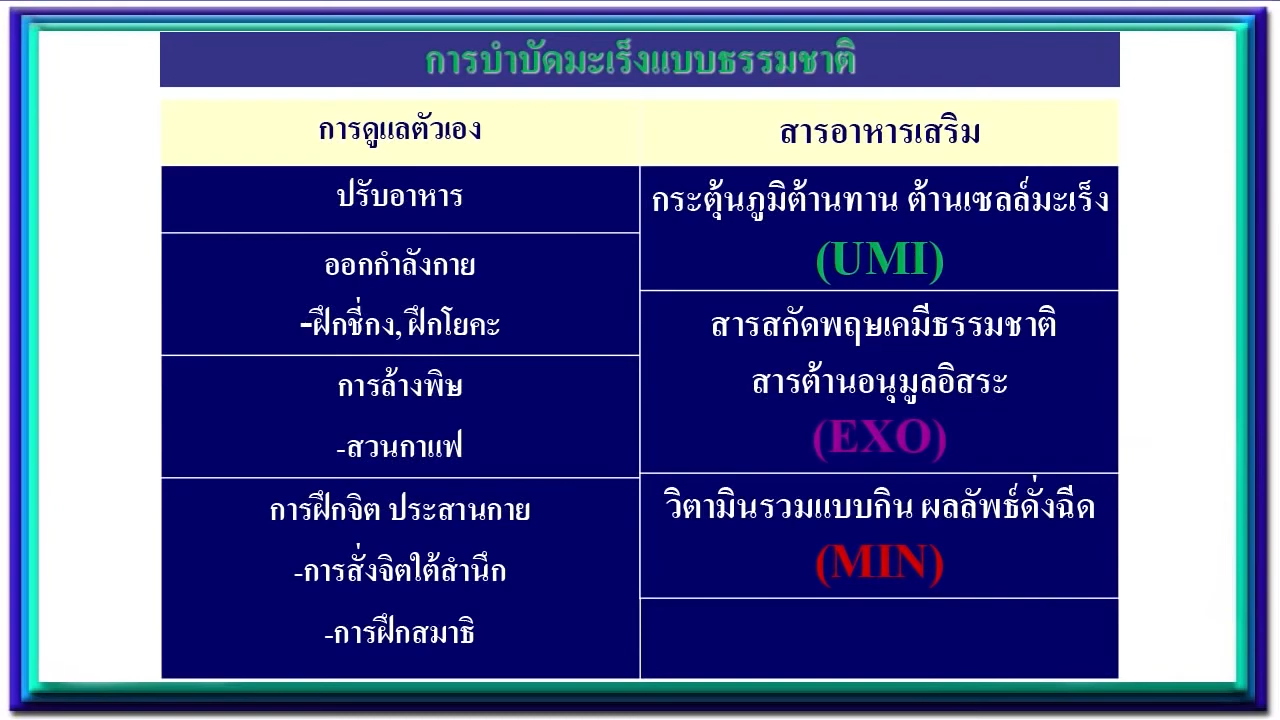 การบำบัดมะเร็งแบบธรรมชาติ
การดูแลตัวเอง
ปรับอาหาร
ออกกำลังกาย
-ฝึกชี่กง, ฝึกโยคะ
การล้างพิษ
-สวนกาแฟ
การฝึกจิต ประสานกาย
-การสั่งจิตใต้สำนึก
-การฝึกสมาธิ
สารอาหารเสริม
กระตุ้นภูมิต้านทาน ต้านเซลล์มะเร็ง
(UMI)
สารสกัดพฤษเคมีธรรมชาติ
สารต้านอนุมูลอิสระ
(EXO)
วิตามินรวมแบบกิน ผลลัพธ์ดั่งฉีด
(MIN)